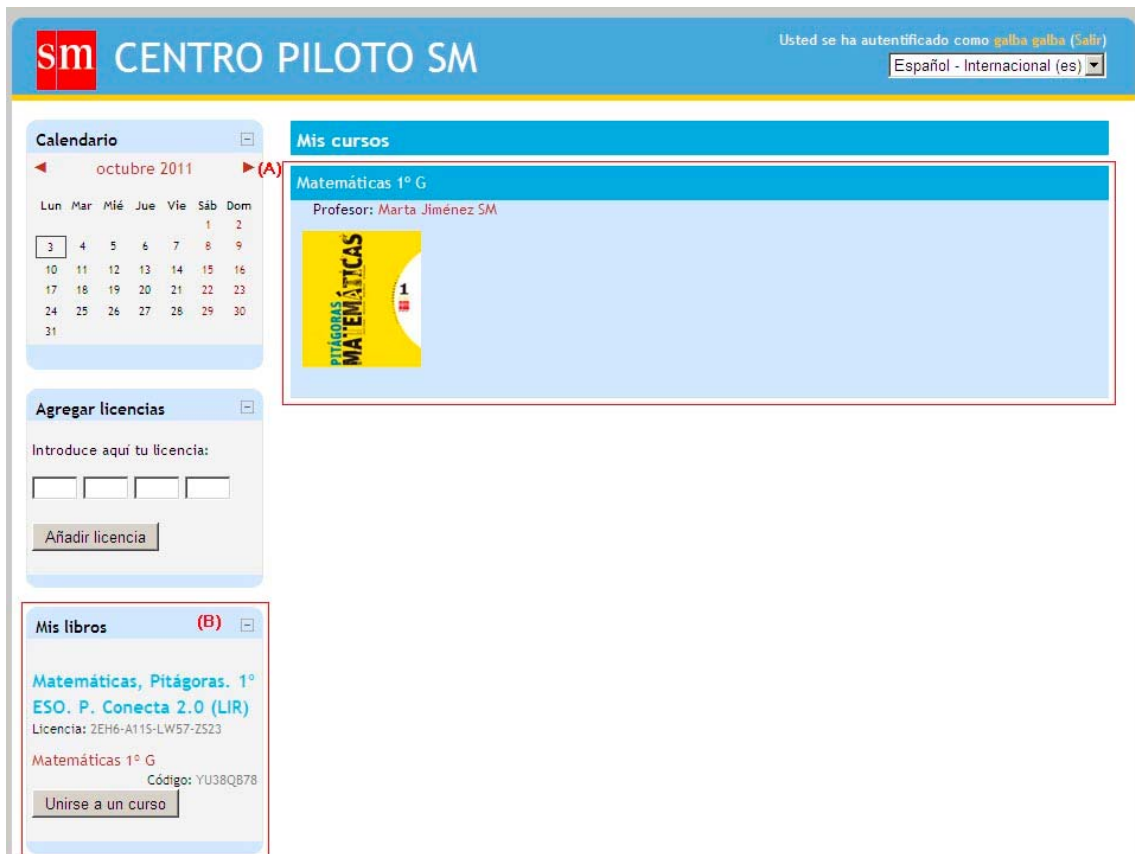 sm CENTRO PILOTO SM
Usted se ha autentificado como galba galba (Salir)
Español - Internacional (es)
Calendario
octubre 2011
Lun Mar Mié Jue Vie Sáb Dom
1 2
3 4 5 6 7 8 9
10 11 12 13 14 15 16
17 18 19 20 21 22 23
24 25 26 27 28 29 30
31
Agregar licencias
Introduce aquí tu licencia:
Añadir licencia
Mis libros (B)
Matemáticas, Pitágoras. 1º
ESO. P. Conecta 2.0 (LIR)
Licencia: 2EH6-A11S-LW57-ZS23
Matemáticas 1º G
Código: YU38QB78
Unirse a un curso
(A)
Mis cursos
Matemáticas 1º G
Profesor: Marta Jiménez SM
PITÁGORAS
MATEMÁTICAS
1